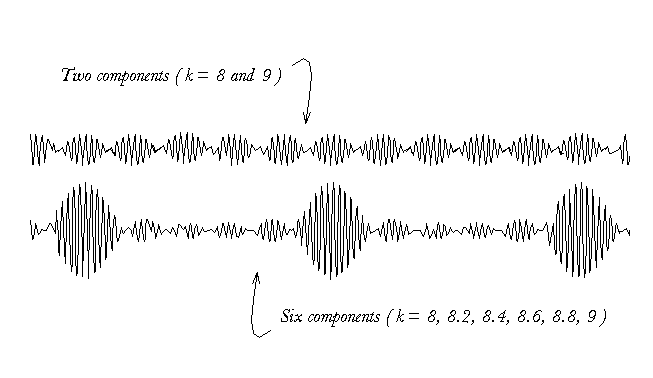 Two components ( k = 8 and 9 )
Six components ( k = 8, 8.2, 8.4, 8.6, 8.8, 9 )